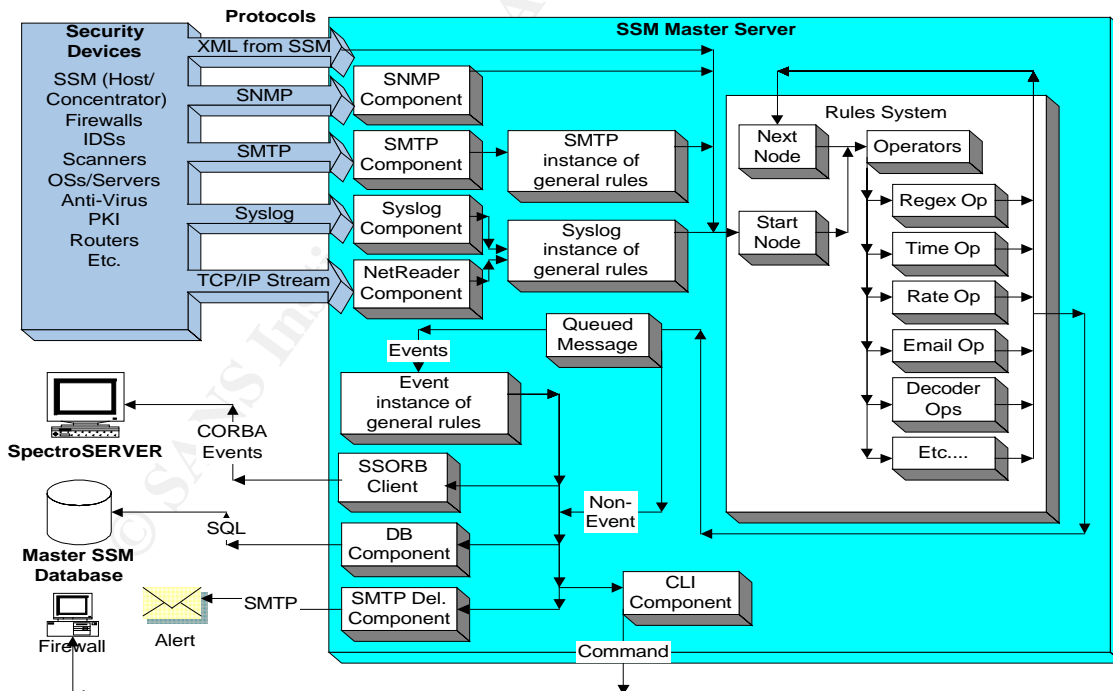 Security
Devices
SSM (Host/
Concentrator)
Firewalls
IDSs
Scanners
OSs/Servers
Anti-Virus
PKI
Routers
Etc.
Protocols
XML from SSM
SNMP
SMTP
Syslog
TCP/IP Stream
SSM Master Server
SNMP
Component
SMTP
Component
Syslog
Component
NetReader
Component
SMTP
instance of
general rules
Syslog
instance of
general rules
Rules System
Next
Node
Start
Node
Operators
Regex Op
Time Op
Rate Op
Email Op
Decoder
Ops
Etc....
Queued
Message
Events
Event
instance of
general rules
Non-
Event
SSORB
Client
DB
Component
SMTP Del.
Component
CLI
Component
Command
SpectroSERVER
CORBA
Events
SQL
Master SSM
Database
SMTP
Alert
Firewall
© SANS Insti